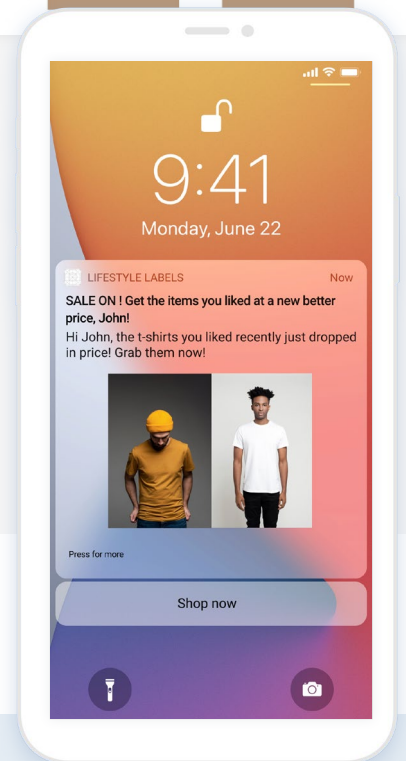 9:41
Monday, June 22
LIFESTYLE LABELS Now
SALE ON ! Get the items you liked at a new better
price, John!
Hi John, the t-shirts you liked recently just dropped
in price! Grab them now!
Press for more
Shop now